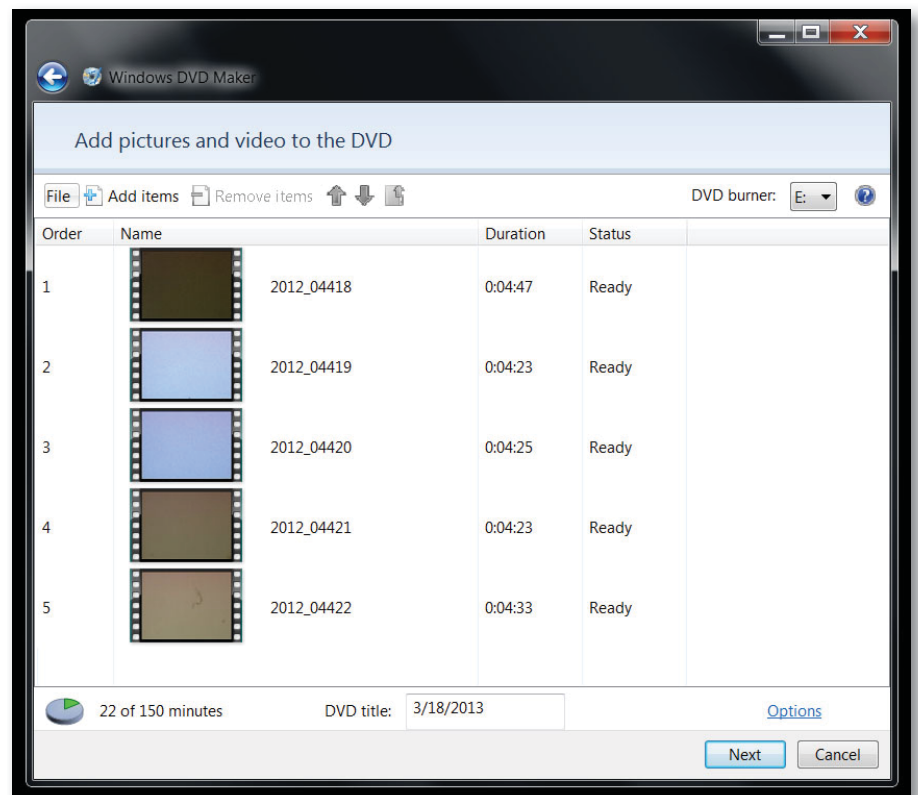 Windows DVD Maker
Add pictures and video to the DVD
File Add items Remove items DVD burner: E:
Order Name Duration Status
1 2012_04418 0:04:47 Ready
2 2012_04419 0:04:23 Ready
3 2012_04420 0:04:25 Ready
4 2012_04421 0:04:23 Ready
5 2012_04422 0:04:33 Ready
22 of 150 minutes DVD title: 3/18/2013 Options
Next Cancel